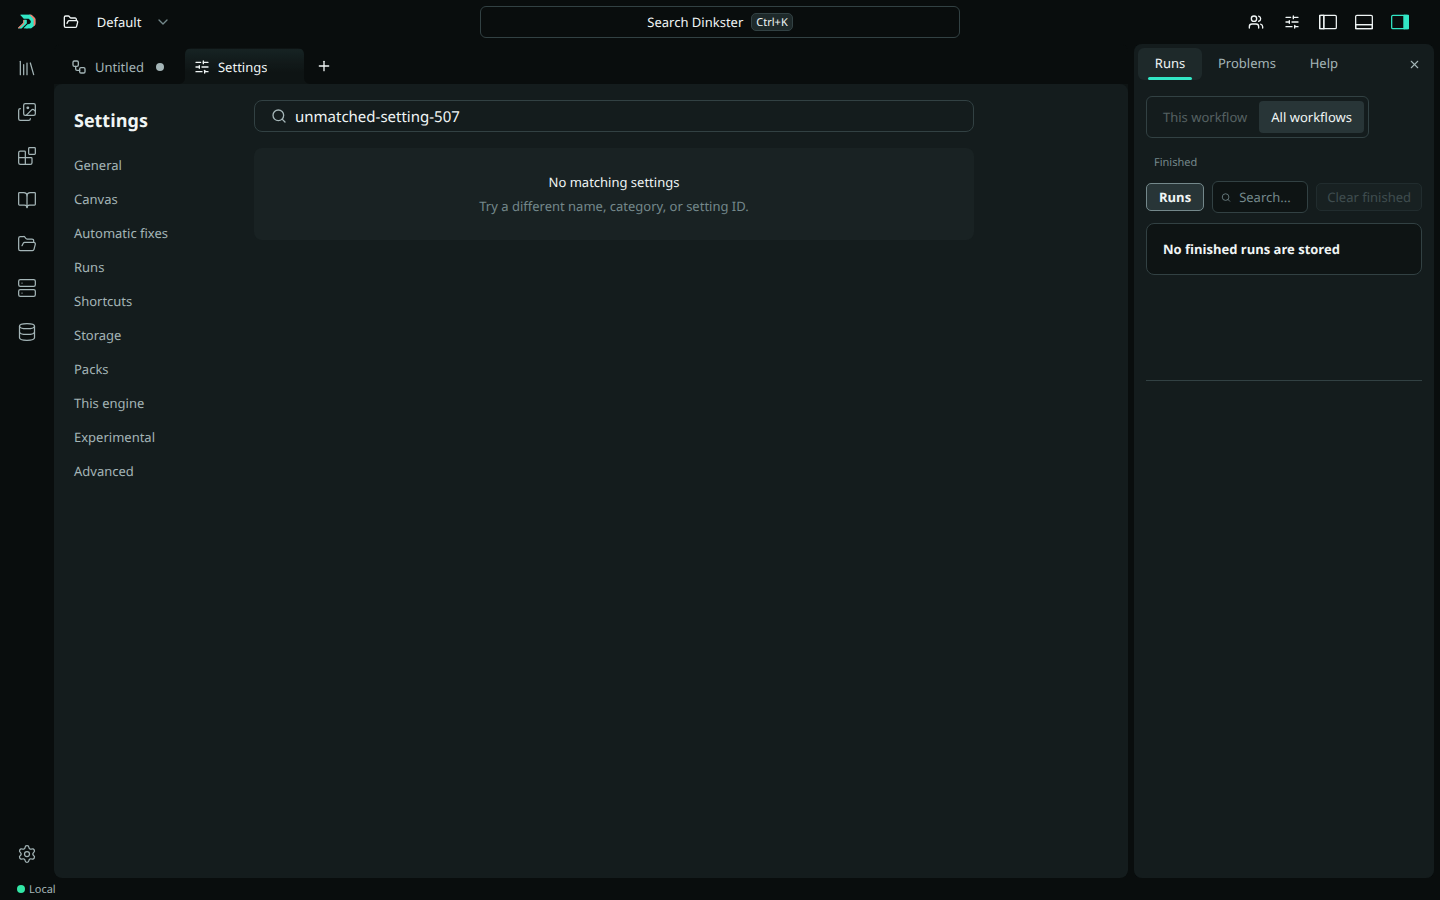 Default
Search Dinkster Ctrl+K
Untitled
Settings
Settings
General
Canvas
Automatic fixes
Runs
Shortcuts
Storage
Packs
This engine
Experimental
Advanced
unmatched-setting-507
No matching settings
Try a different name, category, or setting ID.
Runs Problems Help
This workflow All workflows
Finished
Runs Search... Clear finished
No finished runs are stored
Local